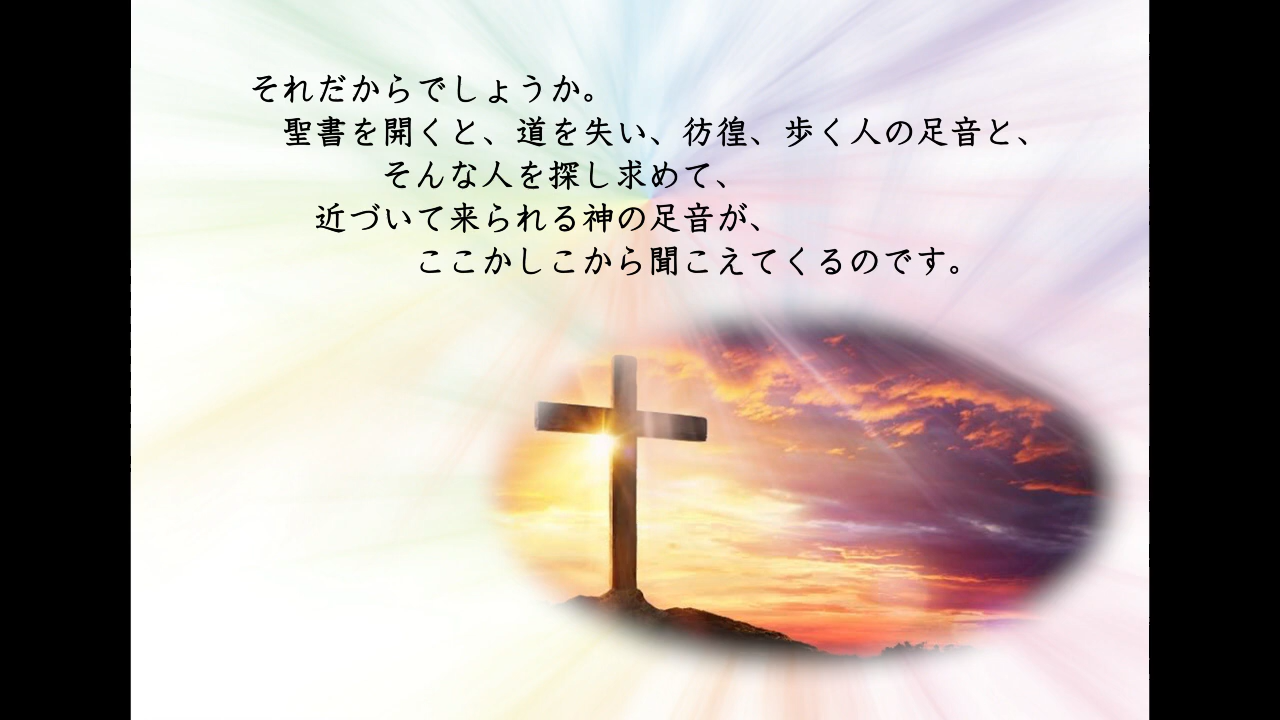 それだからでしょうか。
聖書を開くと、道を失い、彷徨、歩く人の足音と、
そんな人を探し求めて、
近づいて来られる神の足音が、
ここかしこから聞こえてくるのです。